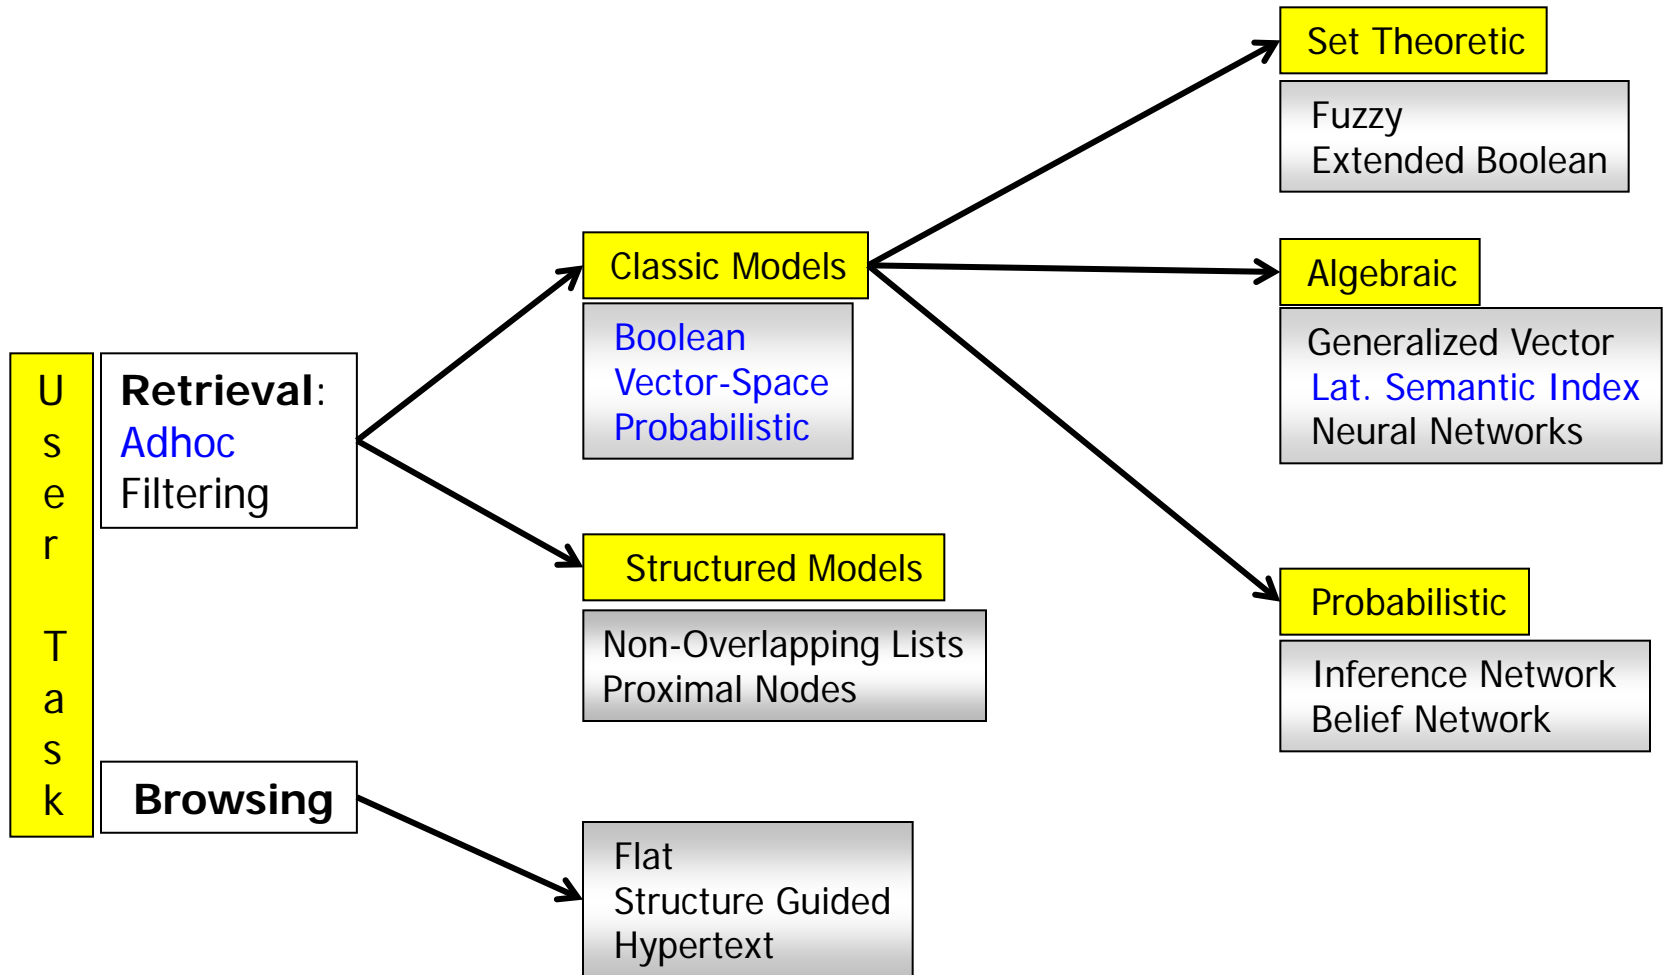 User Task
Retrieval:
Adhoc
Filtering
Browsing
Classic Models
Boolean
Vector-Space
Probabilistic
Structured Models
Non-Overlapping Lists
Proximal Nodes
Flat
Structure Guided
Hypertext
Set Theoretic
Fuzzy
Extended Boolean
Algebraic
Generalized Vector
Lat. Semantic Index
Neural Networks
Probabilistic
Inference Network
Belief Network